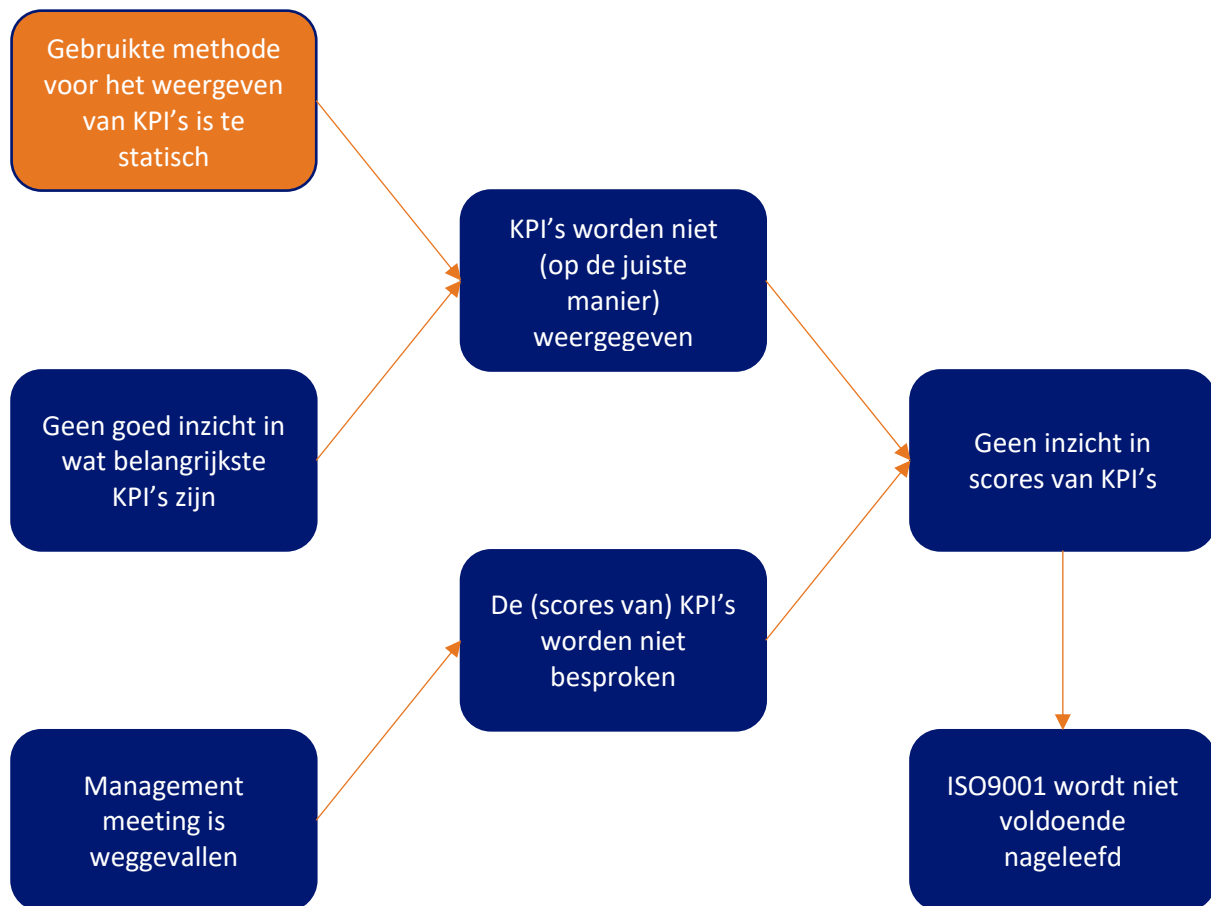 Gebruikte methode
voor het weergeven
van KPI’s is te
statisch
KPI’s worden niet
(op de juiste
manier)
weergegeven
Geen goed inzicht in
wat belangrijkste
KPI’s zijn
Geen inzicht in
scores van KPI’s
De (scores van) KPI’s
worden niet
besproken
Management
meeting is
weggevallen
ISO9001 wordt niet
voldoende
nageleefd